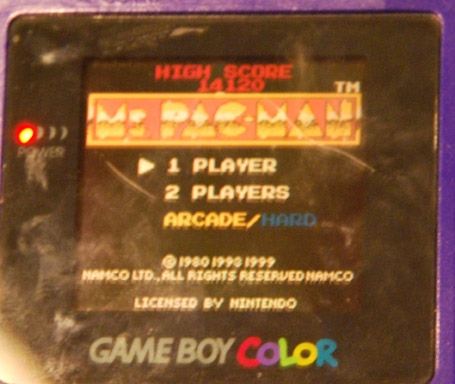 HIGH SCORE
14120
TM
Ms. PAC-MAN
POWER
1 PLAYER
2 PLAYERS
ARCADE/HARD
© 1980 1993 1999
NAMCO LTD., ALL RIGHTS RESERVED NAMCO
LICENSED BY NINTENDO
GAME BOY COLOR